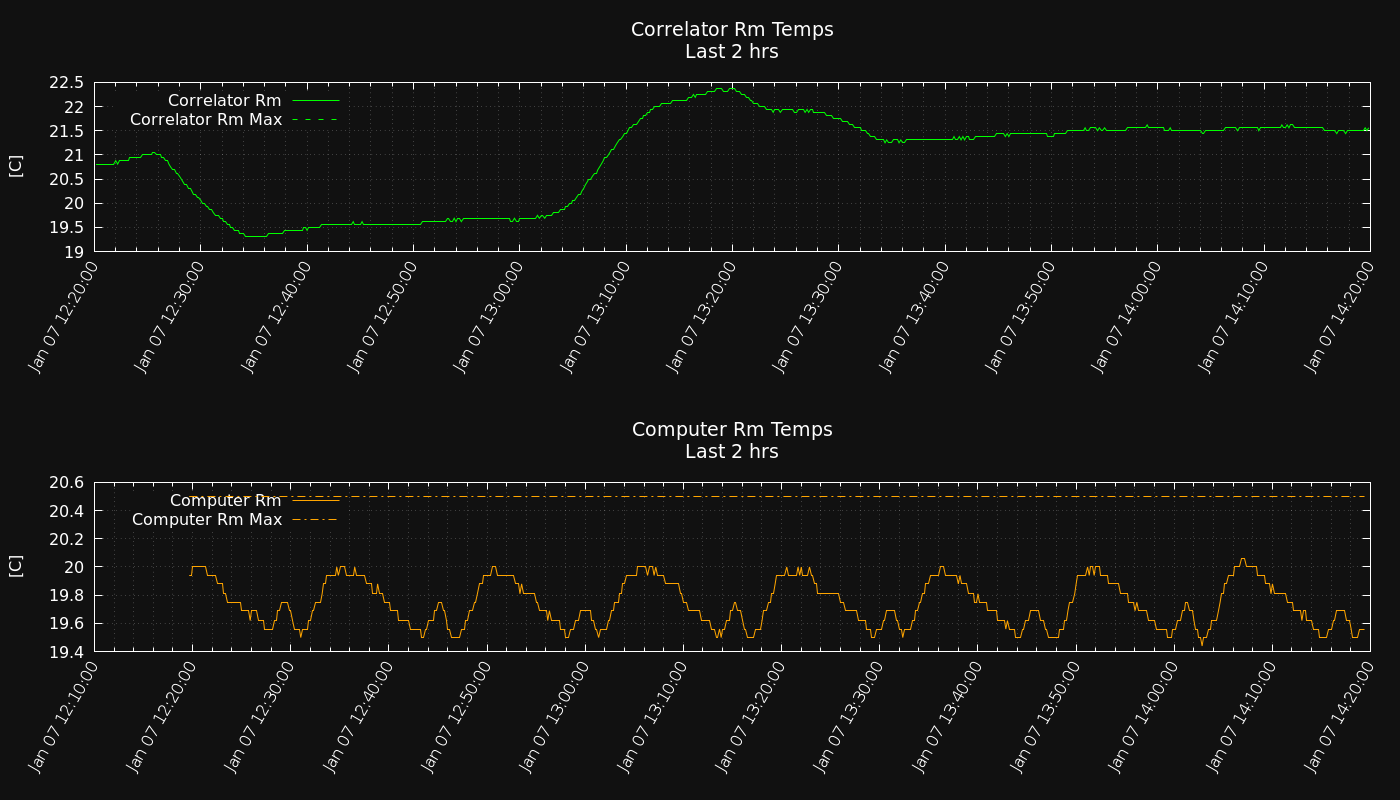 Correlator Rm Temps
Last 2 hrs
22.5
22
21.5
21
20.5
20
19.5
19
[C]
Correlator Rm
Correlator Rm Max
Jan 07 12:20:00
Jan 07 12:30:00
Jan 07 12:40:00
Jan 07 12:50:00
Jan 07 13:00:00
Jan 07 13:10:00
Jan 07 13:20:00
Jan 07 13:30:00
Jan 07 13:40:00
Jan 07 13:50:00
Jan 07 14:00:00
Jan 07 14:10:00
Jan 07 14:20:00
Computer Rm Temps
Last 2 hrs
20.6
20.4
20.2
20
19.8
19.6
19.4
[C]
Computer Rm
Computer Rm Max
Jan 07 12:10:00
Jan 07 12:20:00
Jan 07 12:30:00
Jan 07 12:40:00
Jan 07 12:50:00
Jan 07 13:00:00
Jan 07 13:10:00
Jan 07 13:20:00
Jan 07 13:30:00
Jan 07 13:40:00
Jan 07 13:50:00
Jan 07 14:00:00
Jan 07 14:10:00
Jan 07 14:20:00